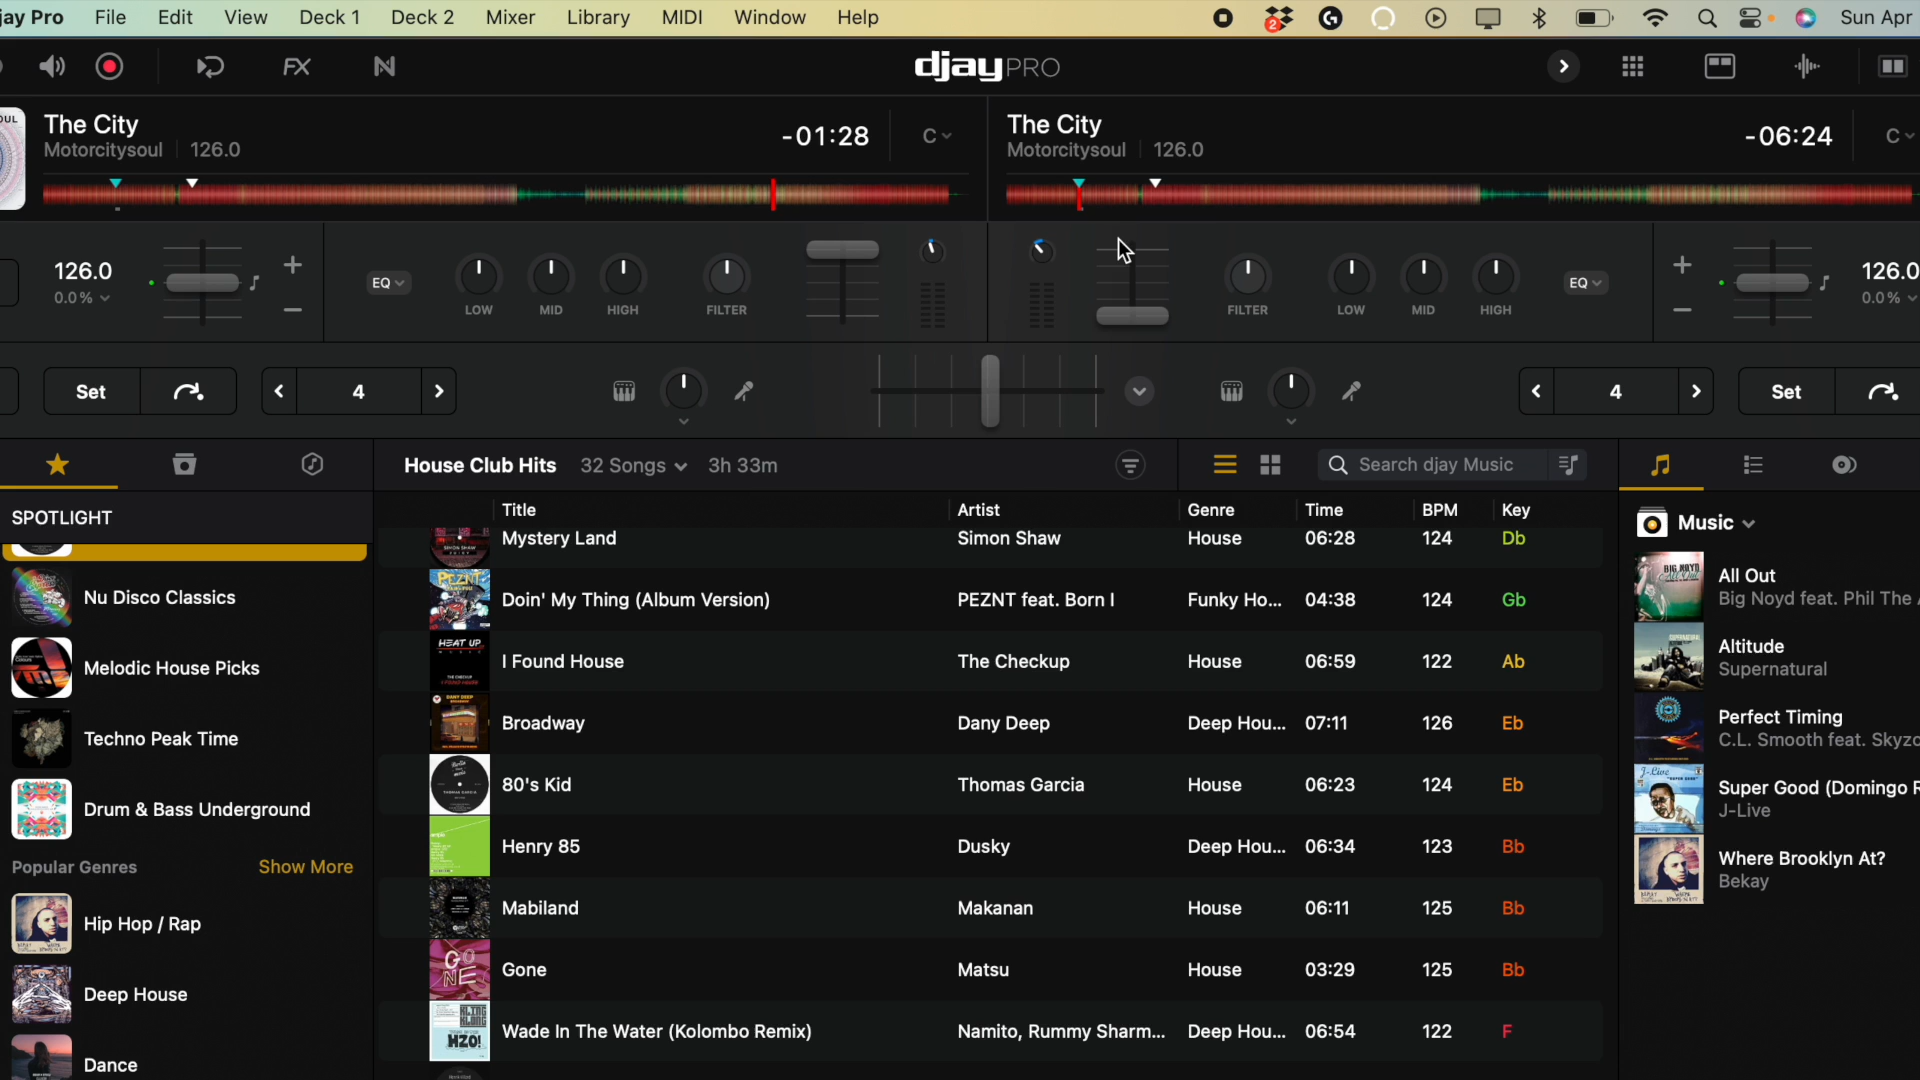 jay Pro File Edit View Deck 1 Deck 2 Mixer Library MIDI Window Help 2 Sun Apr
FX djay PRO
The City
Motorcitysoul 126.0
-01:28 C
The City
Motorcitysoul 126.0
-06:24 C
126.0
0.0%
EQ LOW MID HIGH FILTER
FILTER LOW MID HIGH EQ
126.0
0.0%
Set 4
4 Set
House Club Hits 32 Songs 3h 33m Search djay Music
SPOTLIGHT
Nu Disco Classics
Melodic House Picks
Techno Peak Time
Drum & Bass Underground
Popular Genres Show More
Hip Hop / Rap
Deep House
Dance
Title Artist Genre Time BPM Key
Mystery Land Simon Shaw House 06:28 124 Db
Doin' My Thing (Album Version) PEZNT feat. Born I Funky Ho... 04:38 124 Gb
I Found House The Checkup House 06:59 122 Ab
Broadway Dany Deep Deep Hou... 07:11 126 Eb
80's Kid Thomas Garcia House 06:23 124 Eb
Henry 85 Dusky Deep Hou... 06:34 123 Bb
Mabiland Makanan House 06:11 125 Bb
Gone Matsu House 03:29 125 Bb
Wade In The Water (Kolombo Remix) Namito, Rummy Sharm... Deep Hou... 06:54 122 F
Music
All Out
Big Noyd feat. Phil The
Altitude
Supernatural
Perfect Timing
C.L. Smooth feat. Skyzo
Super Good (Domingo R
J-Live
Where Brooklyn At?
Bekay